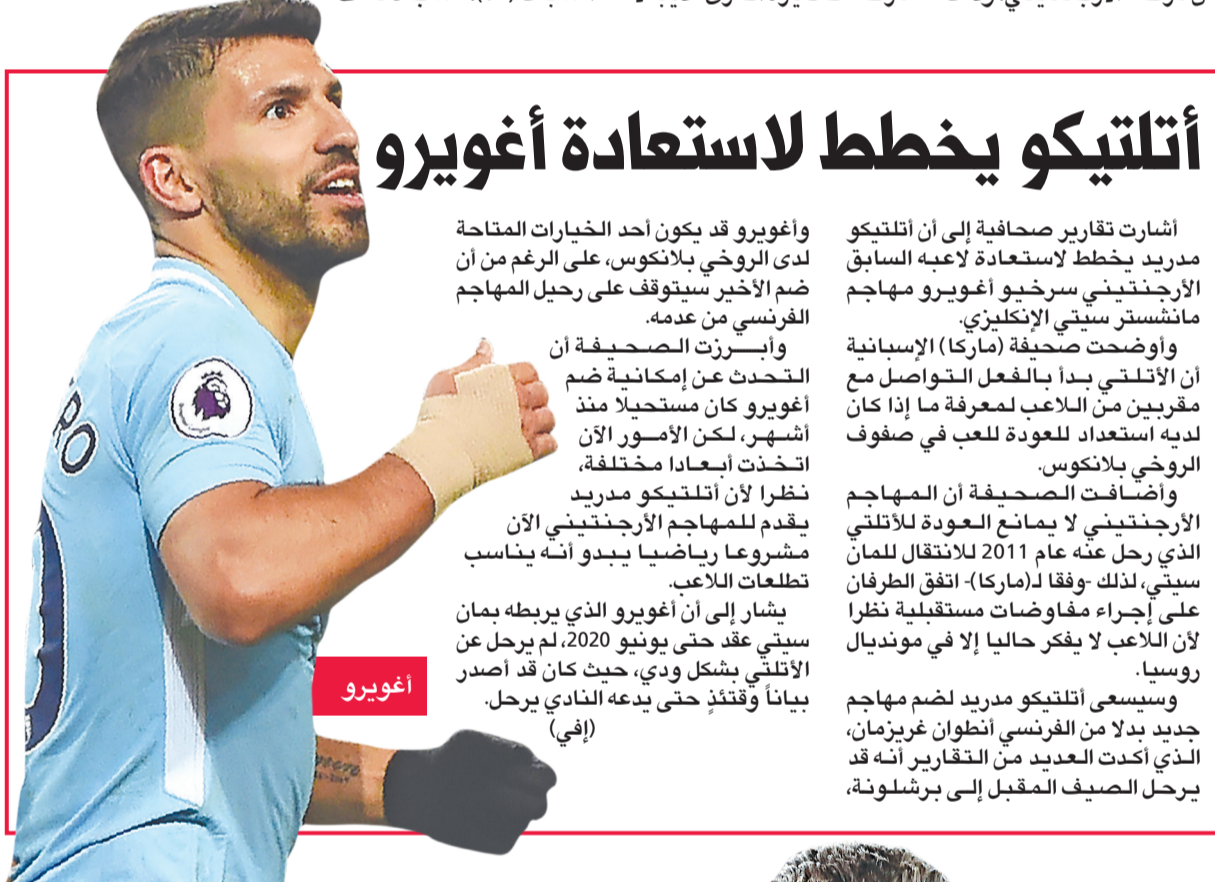 أتلتيكو يخطط لاستعادة أغويرو
أشارت تقارير صحافية إلى أن أتلتيكو
مدريد يخطط لاستعادة لاعبه السابق
الأرجنتيني سرخيو أغويرو مهاجم
مانشستر سيتي الإنكليزي.
وأوضحت صحيفة (ماركا) الإسبانية
أن الأتلتي بدأ بالفعل التواصل مع
مقربين من اللاعب لمعرفة ما إذا كان
لديه استعداد للعودة للعب في صفوف
الروخي بلانكوس.
وأضافت الصحيفة أن المهاجم
الأرجنتيني لا يمانع العودة للأتلتي
الذي رحل عنه عام 2011 للانتقال للمان
سيتي، لذلك -وفقا لـ(ماركا)- اتفق الطرفان
على إجراء مفاوضات مستقبلية نظرا
لأن اللاعب لا يفكر حاليا إلا في مونديال
روسيا.
وسيسعى أتلتيكو مدريد لضم مهاجم
جديد بدلا من الفرنسي أنطوان غريزمان،
الذي أكدت العديد من التقارير أنه قد
يرحل الصيف المقبل إلى برشلونة،
وأغويرو قد يكون أحد الخيارات المتاحة
لدى الروخي بلانكوس، على الرغم من أن
ضم الأخير سيتوقف على رحيل المهاجم
الفرنسي من عدمه.
وأبرزت الصحيفة أن
التحدث عن إمكانية ضم
أغويرو كان مستحيلا منذ
أشهر، لكن الأمور الآن
اتخذت أبعادا مختلفة،
نظرا لأن أتلتيكو مدريد
يقدم للمهاجم الأرجنتيني الآن
مشروعا رياضيا يبدو أنه يناسب
تطلعات اللاعب.
يشار إلى أن أغويرو الذي يربطه بمان
سيتي عقد حتى يونيو 2020، لم يرحل عن
الأتلتي بشكل ودي، حيث كان قد أصدر
بياناً وقتئذٍ حتى يدعه النادي يرحل.
(إفي)
أغويرو
RO